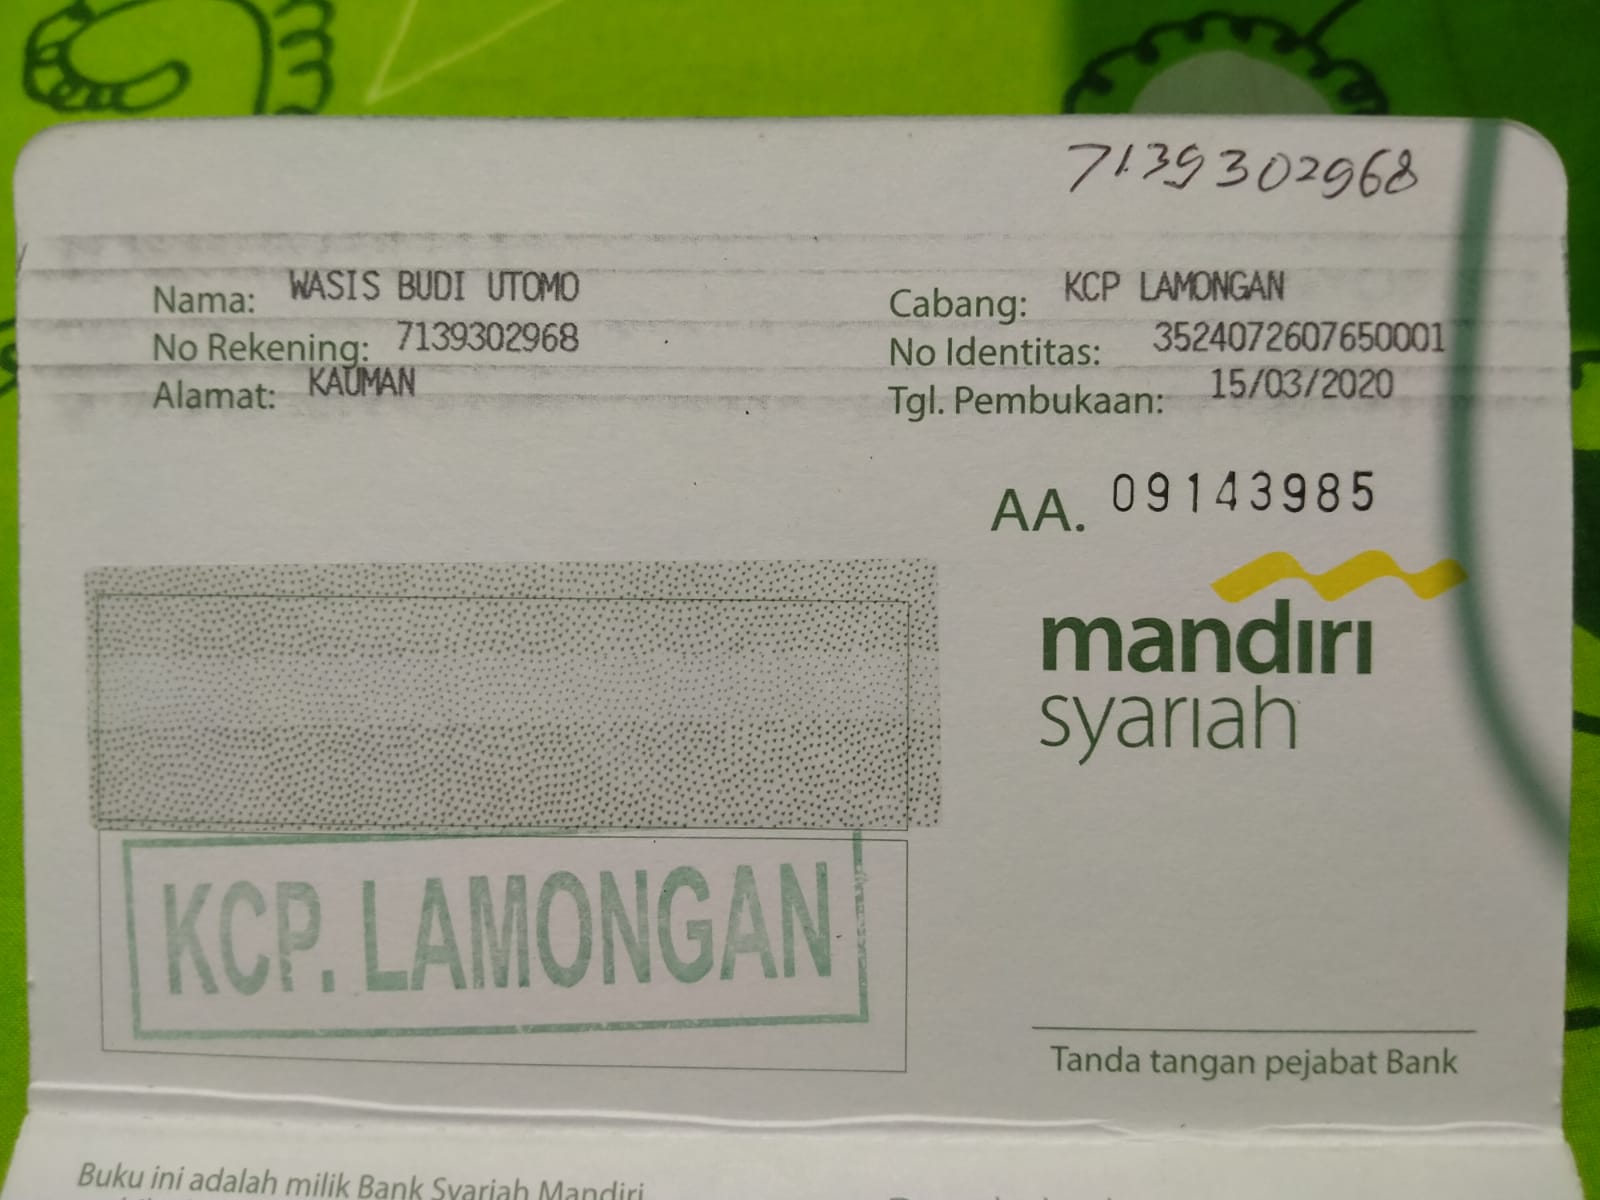 7139302968
Nama: WASIS BUDI UTOMO
No Rekening: 7139302968
Alamat: KAUMAN
Cabang: KCP LAMONGAN
No Identitas: 3524072607650001
Tgl. Pembukaan: 15/03/2020
AA. 09143985
mandiri
syariah
KCP. LAMONGAN
Tanda tangan pejabat Bank
Buku ini adalah milik Bank Syariah Mandiri